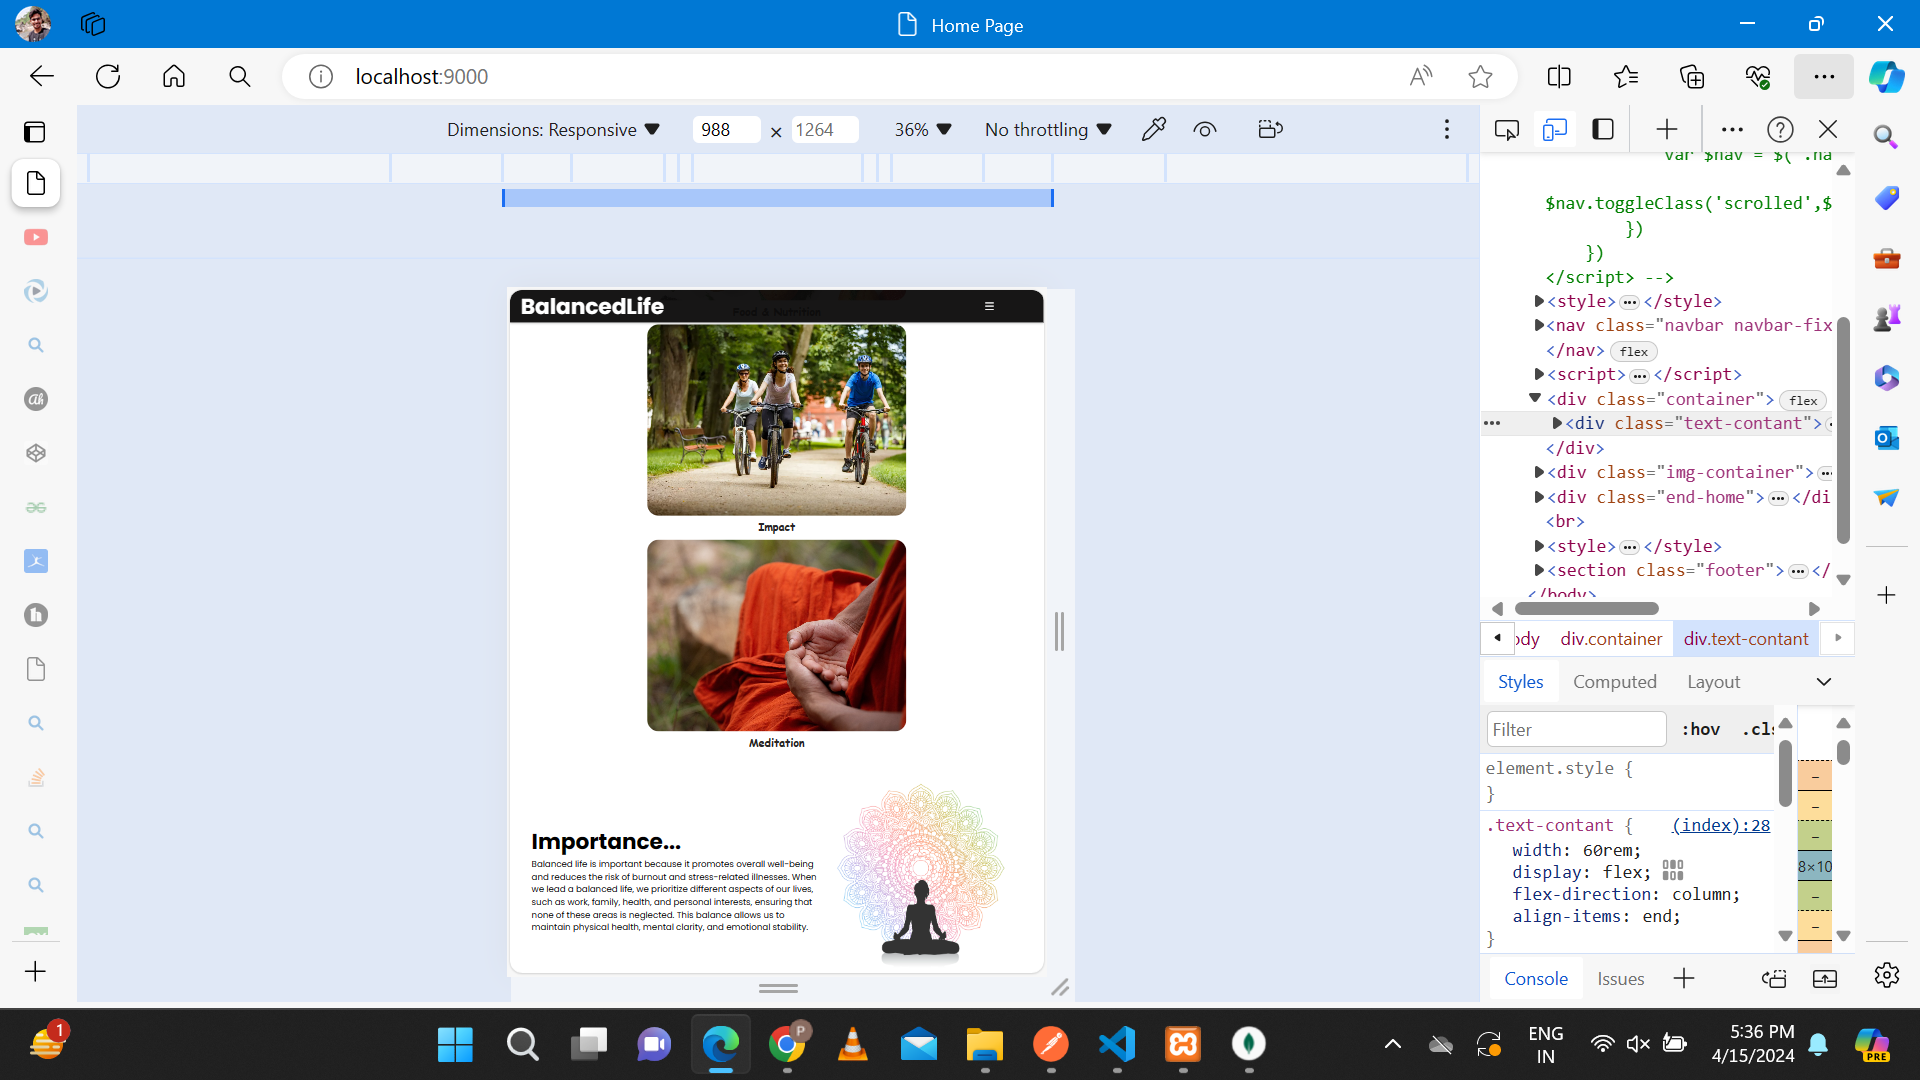 Home Page
localhost:9000
Dimensions: Responsive
988 × 1264
36%
No throttling
var $nav = $( .na
$nav.toggleClass('scrolled',$
})
})
</script> -->
<style> ••• </style>
<nav class="navbar navbar-fix
</nav> flex
<script> ••• </script>
<div class="container"> flex
<div class="text-contant">
</div>
<div class="img-container"> •••
<div class="end-home"> ••• </di
<br>
<style> ••• </style>
<section class="footer"> ••• </
</body>
ody div.container div.text-contant
Styles Computed Layout
Filter :hov .cls
element.style {
}
.text-contant { (index):28
width: 60rem;
display: flex;
flex-direction: column;
align-items: end;
}
8×10
Console Issues
BalancedLife
Food & Nutrition
Impact
Meditation
Importance...
Balanced life is important because it promotes overall well-being
and reduces the risk of burnout and stress-related illnesses. When
we lead a balanced life, we prioritize different aspects of our lives,
such as work, family, health, and personal interests, ensuring that
none of these areas is neglected. This balance allows us to
maintain physical health, mental clarity, and emotional stability.
1
P
ENG
IN
5:36 PM
4/15/2024
PRE